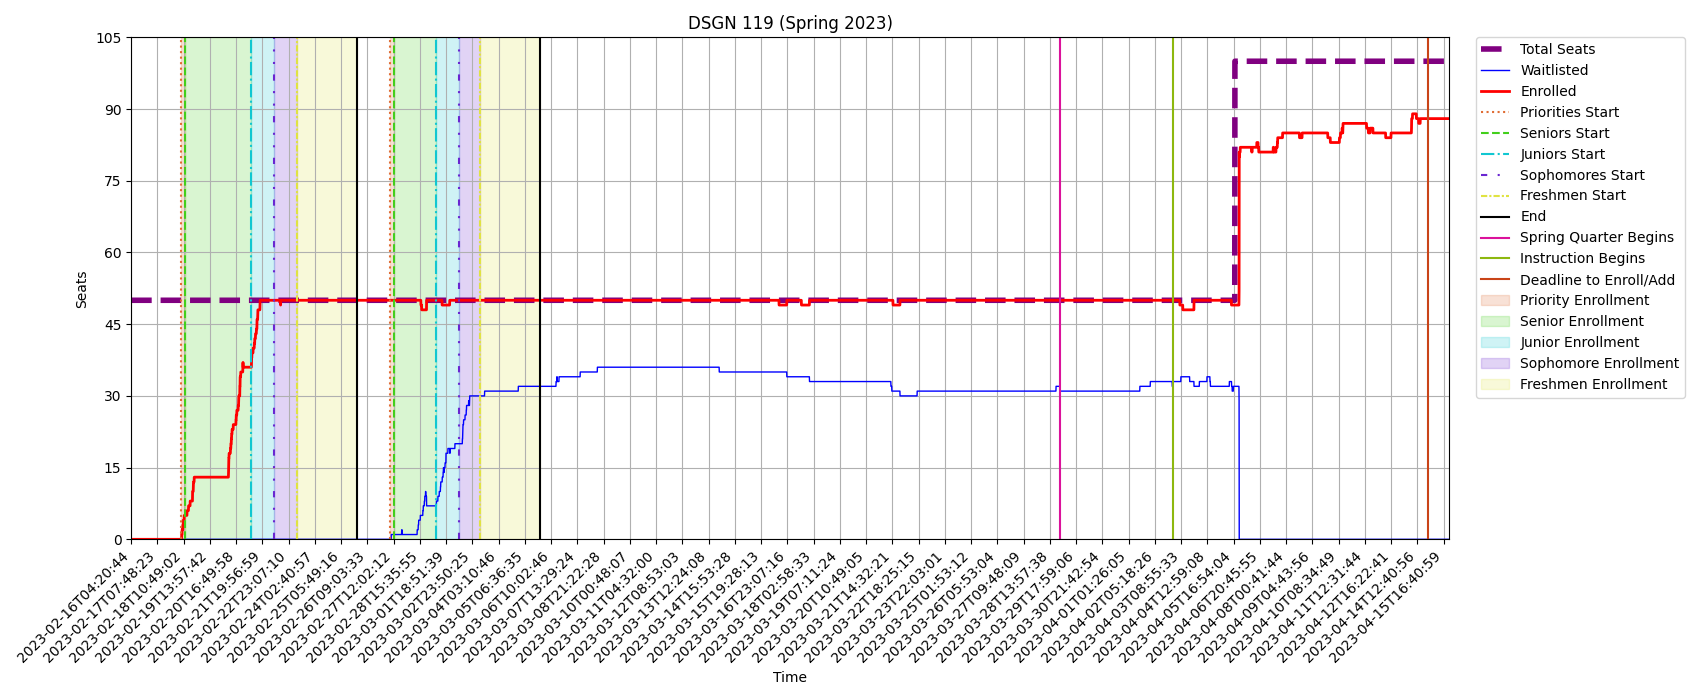 DSGN 119 (Spring 2023)
105
90
75
60
45
30
15
0
Seats
2023-02-16T04:20:44
2023-02-17T07:48:23
2023-02-18T10:49:02
2023-02-19T13:57:42
2023-02-20T16:49:58
2023-02-21T19:56:59
2023-02-22T23:07:10
2023-02-24T02:40:57
2023-02-25T05:49:16
2023-02-26T09:03:33
2023-02-27T12:02:12
2023-02-28T15:35:55
2023-03-01T18:51:39
2023-03-02T23:50:25
2023-03-04T03:10:46
2023-03-05T06:36:35
2023-03-06T10:02:46
2023-03-07T13:29:24
2023-03-08T21:22:28
2023-03-10T00:48:07
2023-03-11T04:32:00
2023-03-12T08:53:03
2023-03-13T12:24:08
2023-03-14T15:53:28
2023-03-15T19:28:13
2023-03-16T23:07:16
2023-03-18T02:58:33
2023-03-19T07:11:24
2023-03-20T10:49:05
2023-03-21T14:32:21
2023-03-22T18:25:15
2023-03-23T22:03:01
2023-03-25T01:53:12
2023-03-26T05:53:04
2023-03-27T09:48:09
2023-03-28T13:57:38
2023-03-29T17:59:06
2023-03-30T21:42:54
2023-04-01T01:26:05
2023-04-02T05:18:26
2023-04-03T08:55:33
2023-04-04T12:59:08
2023-04-05T16:54:04
2023-04-06T20:45:55
2023-04-08T00:41:44
2023-04-09T04:43:56
2023-04-10T08:34:49
2023-04-11T12:31:44
2023-04-12T16:22:41
2023-04-14T12:40:56
2023-04-15T16:40:59
Time
Total Seats
Waitlisted
Enrolled
Priorities Start
Seniors Start
Juniors Start
Sophomores Start
Freshmen Start
End
Spring Quarter Begins
Instruction Begins
Deadline to Enroll/Add
Priority Enrollment
Senior Enrollment
Junior Enrollment
Sophomore Enrollment
Freshmen Enrollment